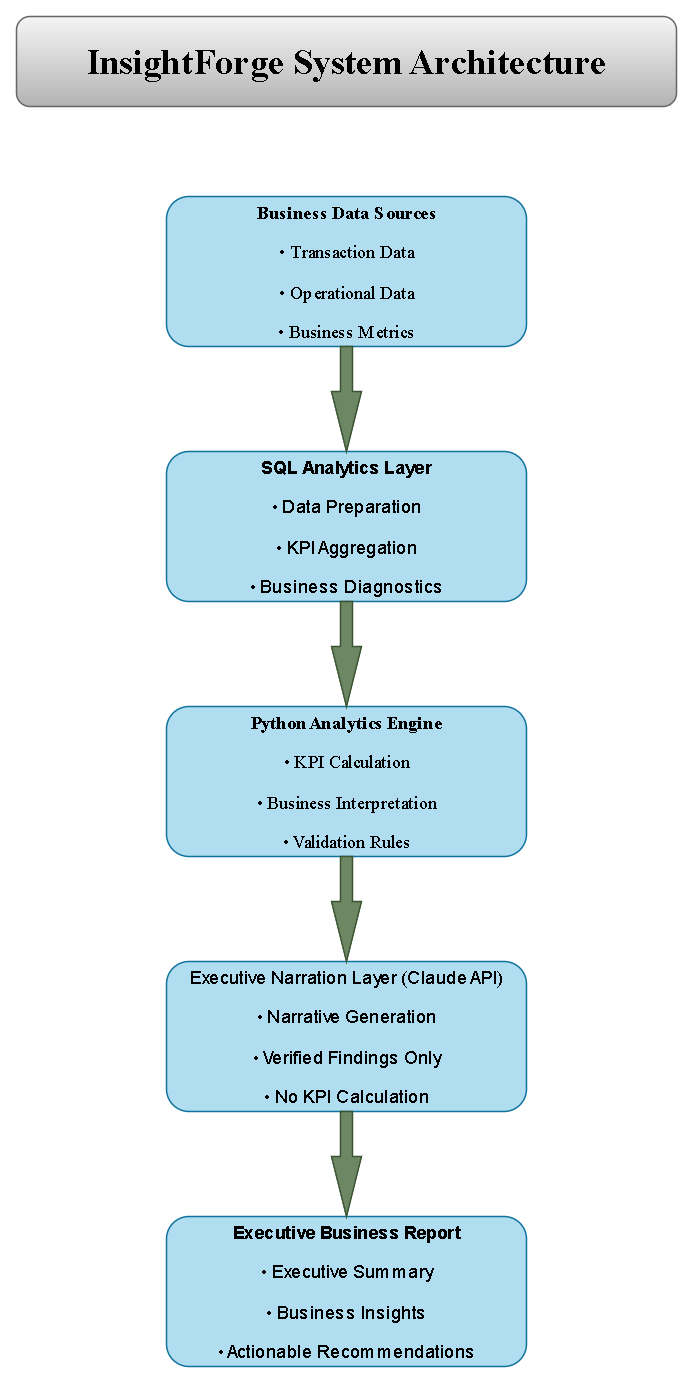 InsightForge System Architecture
Business Data Sources
• Transaction Data
• Operational Data
• Business Metrics
SQL Analytics Layer
• Data Preparation
• KPI Aggregation
• Business Diagnostics
Python Analytics Engine
• KPI Calculation
• Business Interpretation
• Validation Rules
Executive Narration Layer (Claude API)
• Narrative Generation
• Verified Findings Only
• No KPI Calculation
Executive Business Report
• Executive Summary
• Business Insights
• Actionable Recommendations